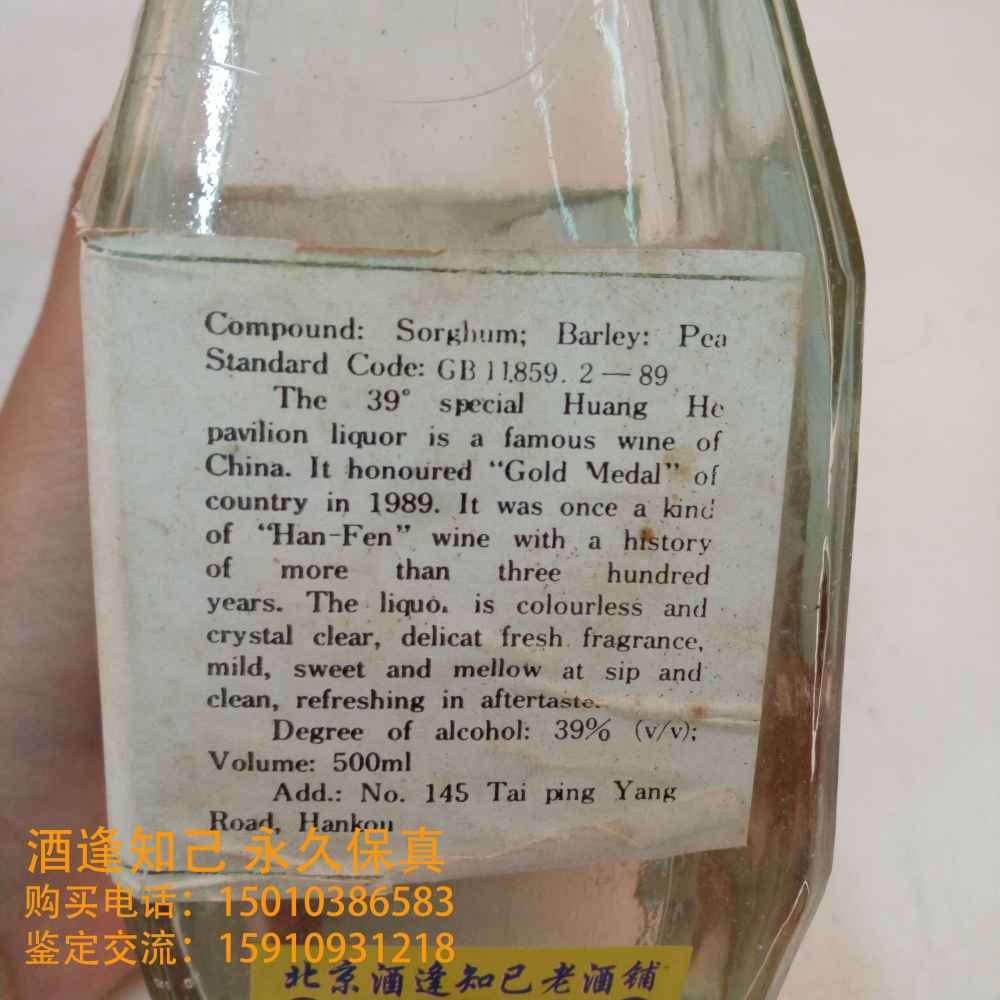 Compound: Sorghum; Barley: Pea
Standard Code: GB 11859. 2—89
The 39° special Huang He
pavilion liquor is a famous wine of
China. It honoured "Gold Medal" of
country in 1989. It was once a kind
of "Han-Fen" wine with a history
of more than three hundred
years. The liquor is colourless and
crystal clear, delicat fresh fragrance,
mild, sweet and mellow at sip and
clean, refreshing in aftertaste.
Degree of alcohol: 39% (v/v);
Volume: 500ml
Add.: No. 145 Tai ping Yang
Road, Hankou
酒逢知己 永久保真
购买电话：15010386583
鉴定交流：15910931218
北京酒逢知己老酒铺